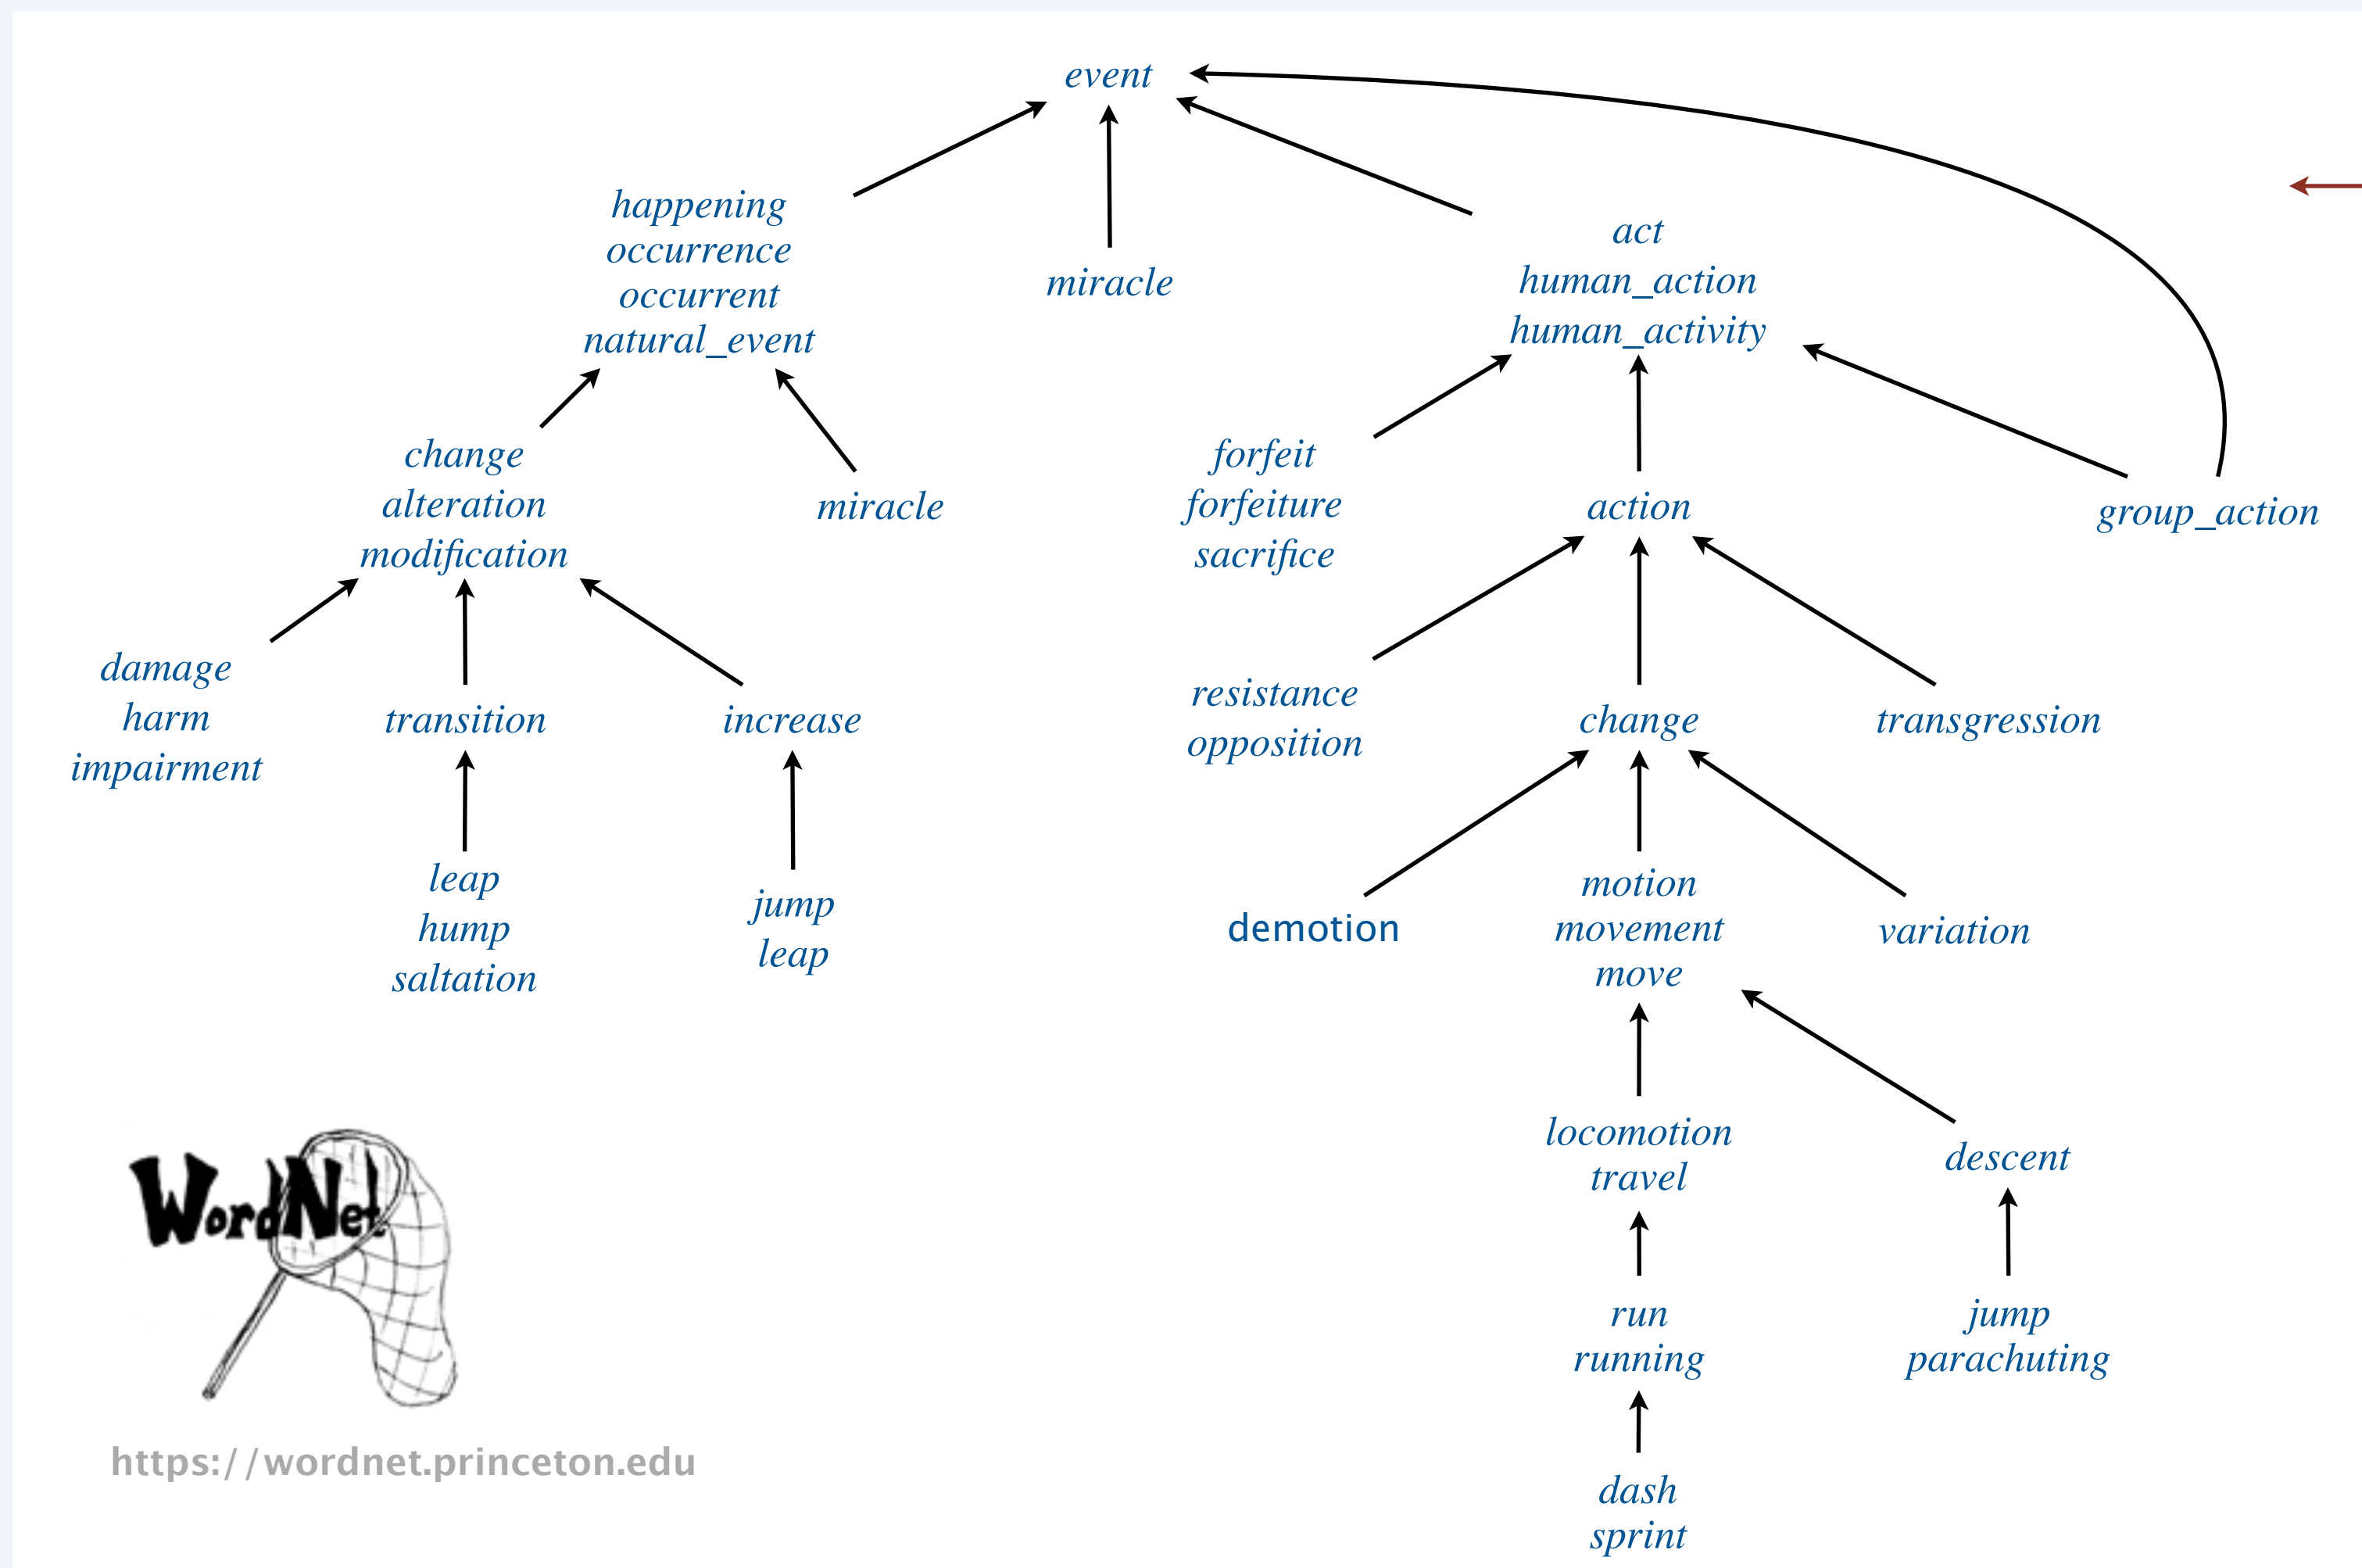 event
happening
occurrence
occurrent
natural_event
miracle
act
human_action
human_activity
change
alteration
modification
miracle
forfeit
forfeiture
sacrifice
action
group_action
damage
harm
impairment
transition
increase
resistance
opposition
change
transgression
leap
hump
saltation
jump
leap
demotion
motion
movement
move
variation
locomotion
travel
descent
run
running
jump
parachuting
dash
sprint
WordNet
https://wordnet.princeton.edu